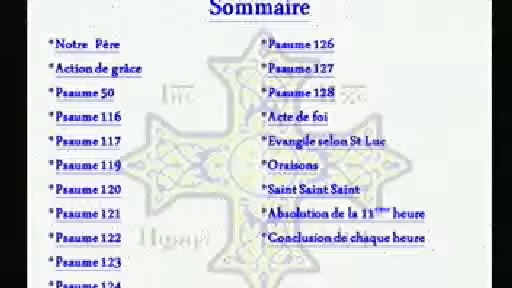 Sommaire
*Notre Père
*Action de grâce
*Psaume 50
*Psaume 116
*Psaume 117
*Psaume 119
*Psaume 120
*Psaume 121
*Psaume 122
*Psaume 123
*Psaume 124
*Psaume 126
*Psaume 127
*Psaume 128
*Acte de foi
*Evangile selon St Luc
*Oraisons
*Saint Saint Saint
*Absolution de la 11ème heure
*Conclusion de chaque heure